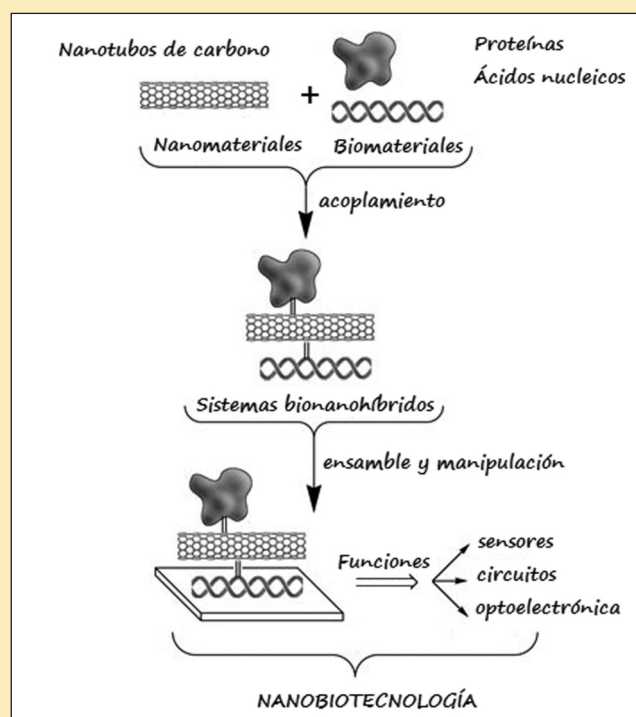 Nanotubos de carbono
Proteínas
Ácidos nucleicos
+
Nanomateriales
Biomateriales
acoplamiento
Sistemas bionanohíbridos
ensamble y manipulación
Funciones
sensores
circuitos
optoelectrónica
NANOBIOTECNOLOGÍA